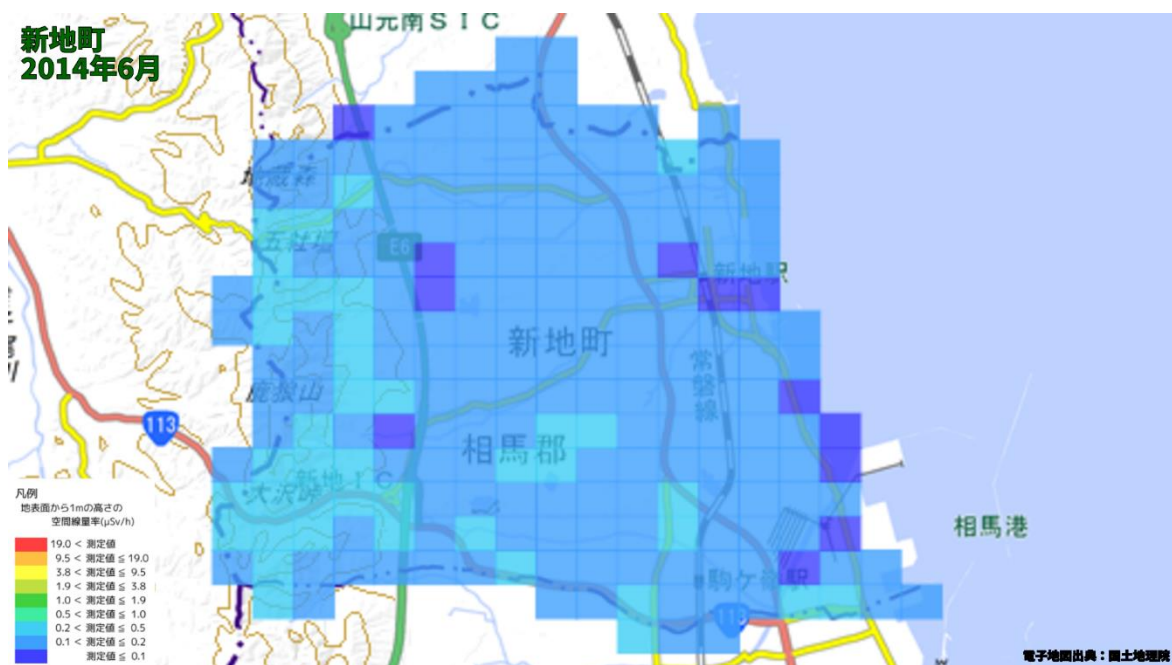 新地町
2014年6月
山元南ＳＩＣ
地蔵森
五社壇
E6
新地駅
新地町
常磐線
鹿狼山
113
相馬郡
新地ＩＣ
大沢峠
相馬港
駒ケ嶺駅
113
凡例
地表面から1mの高さの
空間線量率(μSv/h)
19.0 < 測定値
9.5 < 測定値 ≤ 19.0
3.8 < 測定値 ≤ 9.5
1.9 < 測定値 ≤ 3.8
1.0 < 測定値 ≤ 1.9
0.5 < 測定値 ≤ 1.0
0.2 < 測定値 ≤ 0.5
0.1 < 測定値 ≤ 0.2
測定値 ≤ 0.1
電子地図出典：国土地理院